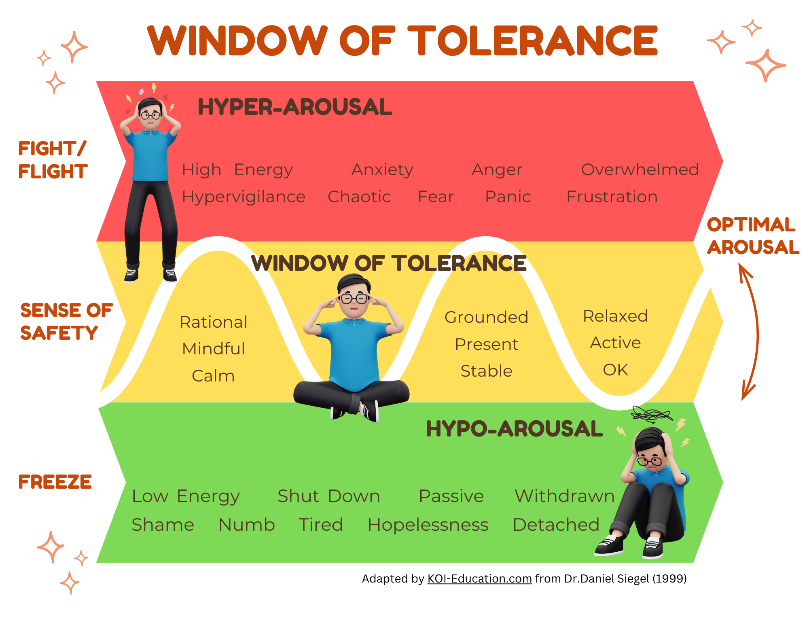 WINDOW OF TOLERANCE
HYPER-AROUSAL
FIGHT/
FLIGHT
High Energy Anxiety Anger Overwhelmed
Hypervigilance Chaotic Fear Panic Frustration
OPTIMAL
AROUSAL
WINDOW OF TOLERANCE
SENSE OF
SAFETY
Rational
Mindful
Calm
Grounded
Present
Stable
Relaxed
Active
OK
HYPO-AROUSAL
FREEZE
Low Energy Shut Down Passive Withdrawn
Shame Numb Tired Hopelessness Detached
Adapted by KOI-Education.com from Dr.Daniel Siegel (1999)